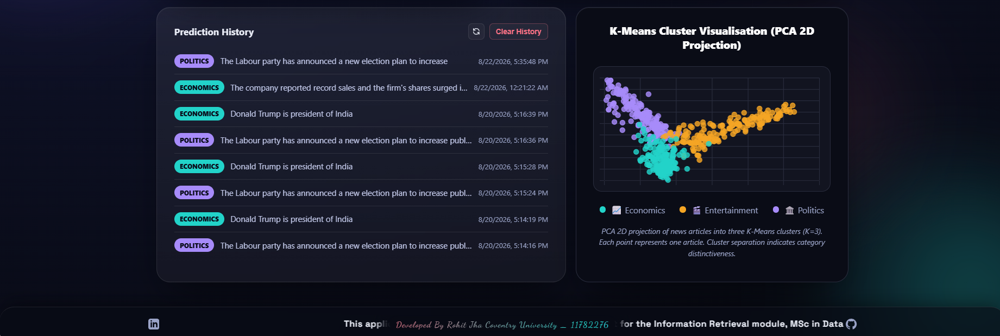 Prediction History
Clear History
POLITICS The Labour party has announced a new election plan to increase 8/22/2026, 5:35:48 PM
ECONOMICS The company reported record sales and the firm's shares surged i... 8/22/2026, 12:21:22 AM
ECONOMICS Donald Trump is president of India 8/20/2026, 5:16:39 PM
POLITICS The Labour party has announced a new election plan to increase publ... 8/20/2026, 5:16:36 PM
ECONOMICS Donald Trump is president of India 8/20/2026, 5:15:28 PM
POLITICS The Labour party has announced a new election plan to increase publ... 8/20/2026, 5:15:24 PM
ECONOMICS Donald Trump is president of India 8/20/2026, 5:14:19 PM
POLITICS The Labour party has announced a new election plan to increase publ... 8/20/2026, 5:14:16 PM
K-Means Cluster Visualisation (PCA 2D
Projection)
Economics Entertainment Politics
PCA 2D projection of news articles into three K-Means clusters (K=3).
Each point represents one article. Cluster separation indicates category
distinctiveness.
in This appli Developed By Rohit Jha Coventry University _ 11782276 for the Information Retrieval module, MSc in Data